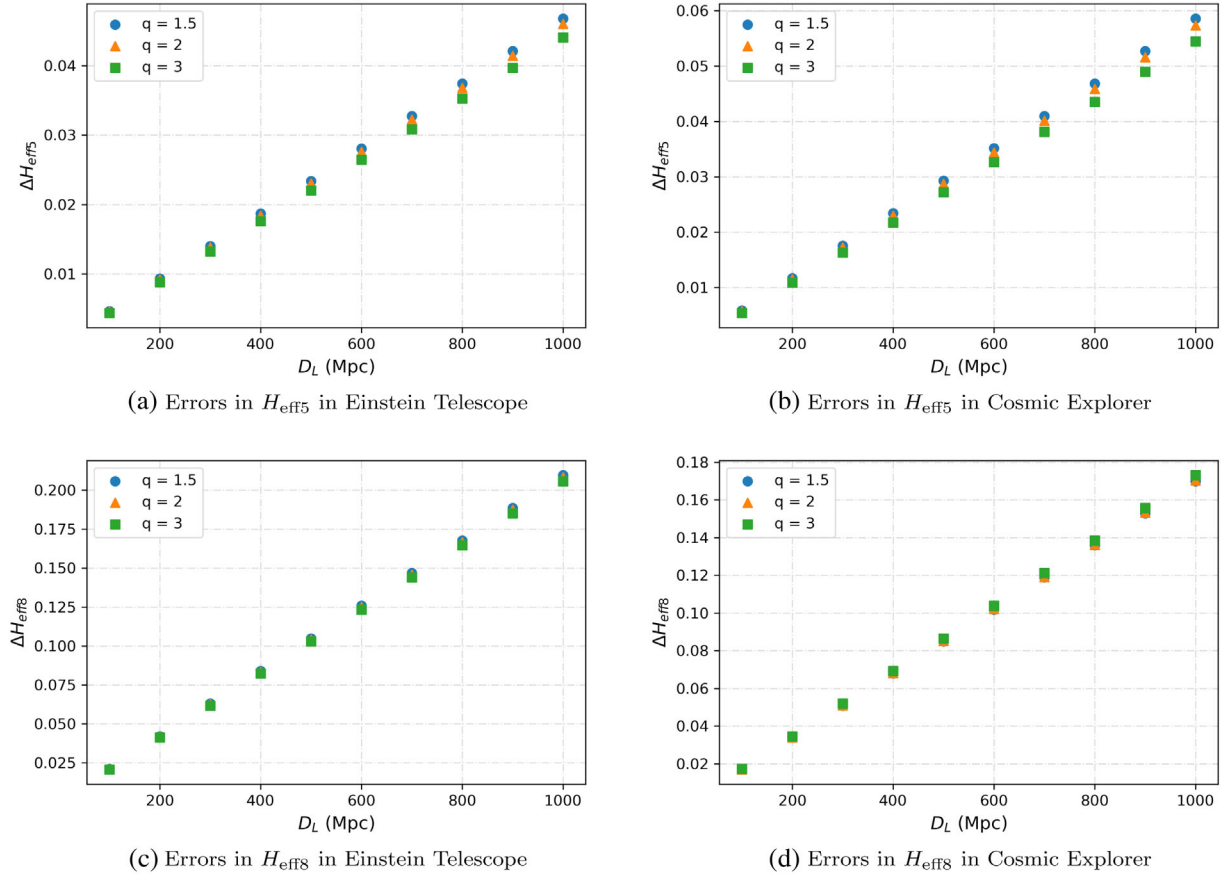 q = 1.5
q = 2
q = 3
0.04
0.03
0.02
0.01
ΔH_eff5
200 400 600 800 1000
D_L (Mpc)
(a) Errors in H_eff5 in Einstein Telescope
q = 1.5
q = 2
q = 3
0.06
0.05
0.04
0.03
0.02
0.01
ΔH_eff5
200 400 600 800 1000
D_L (Mpc)
(b) Errors in H_eff5 in Cosmic Explorer
q = 1.5
q = 2
q = 3
0.200
0.175
0.150
0.125
0.100
0.075
0.050
0.025
ΔH_eff8
200 400 600 800 1000
D_L (Mpc)
(c) Errors in H_eff8 in Einstein Telescope
q = 1.5
q = 2
q = 3
0.18
0.16
0.14
0.12
0.10
0.08
0.06
0.04
0.02
ΔH_eff8
200 400 600 800 1000
D_L (Mpc)
(d) Errors in H_eff8 in Cosmic Explorer